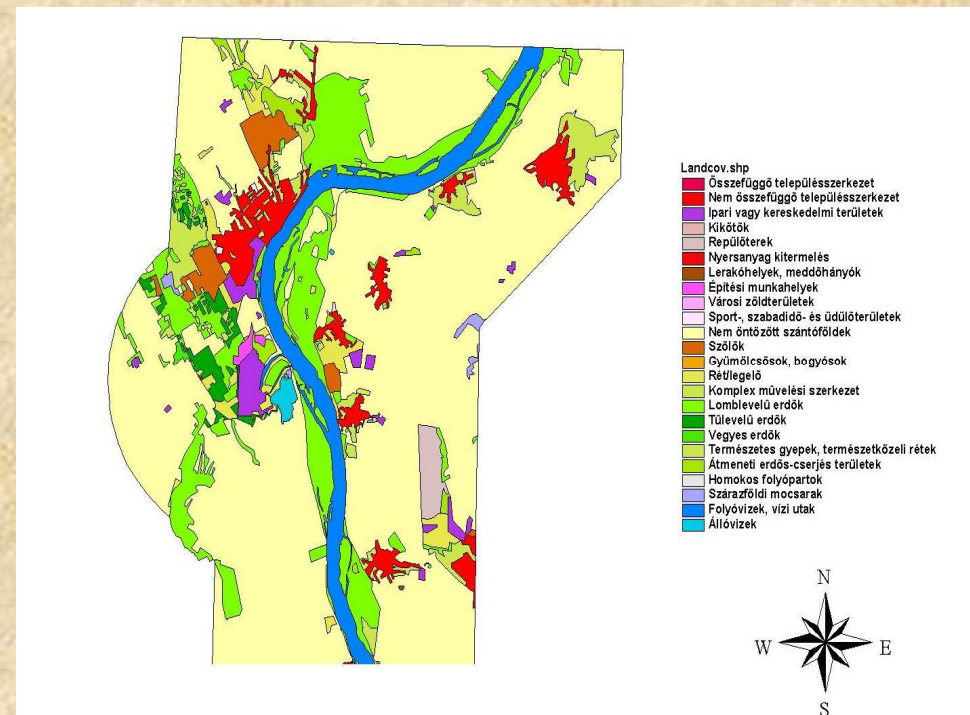 Landcov.shp
Összefüggő településszerkezet
Nem összefüggő településszerkezet
Ipari vagy kereskedelmi területek
Kikötők
Repülőterek
Nyersanyag kitermelés
Lerakóhelyek, meddőhányók
Építési munkahelyek
Városi zöldterületek
Sport-, szabadidő- és üdülőterületek
Nem öntözött szántóföldek
Szőlők
Gyümölcsösök, bogyósok
Rét/legelő
Komplex művelési szerkezet
Lomblevelű erdők
Tűlevelű erdők
Vegyes erdők
Természetes gyepek, természetközeli rétek
Átmeneti erdős-cserjés területek
Homokos folyópartok
Szárazföldi mocsarak
Folyóvizek, vízi utak
Állóvizek
N
W E
S